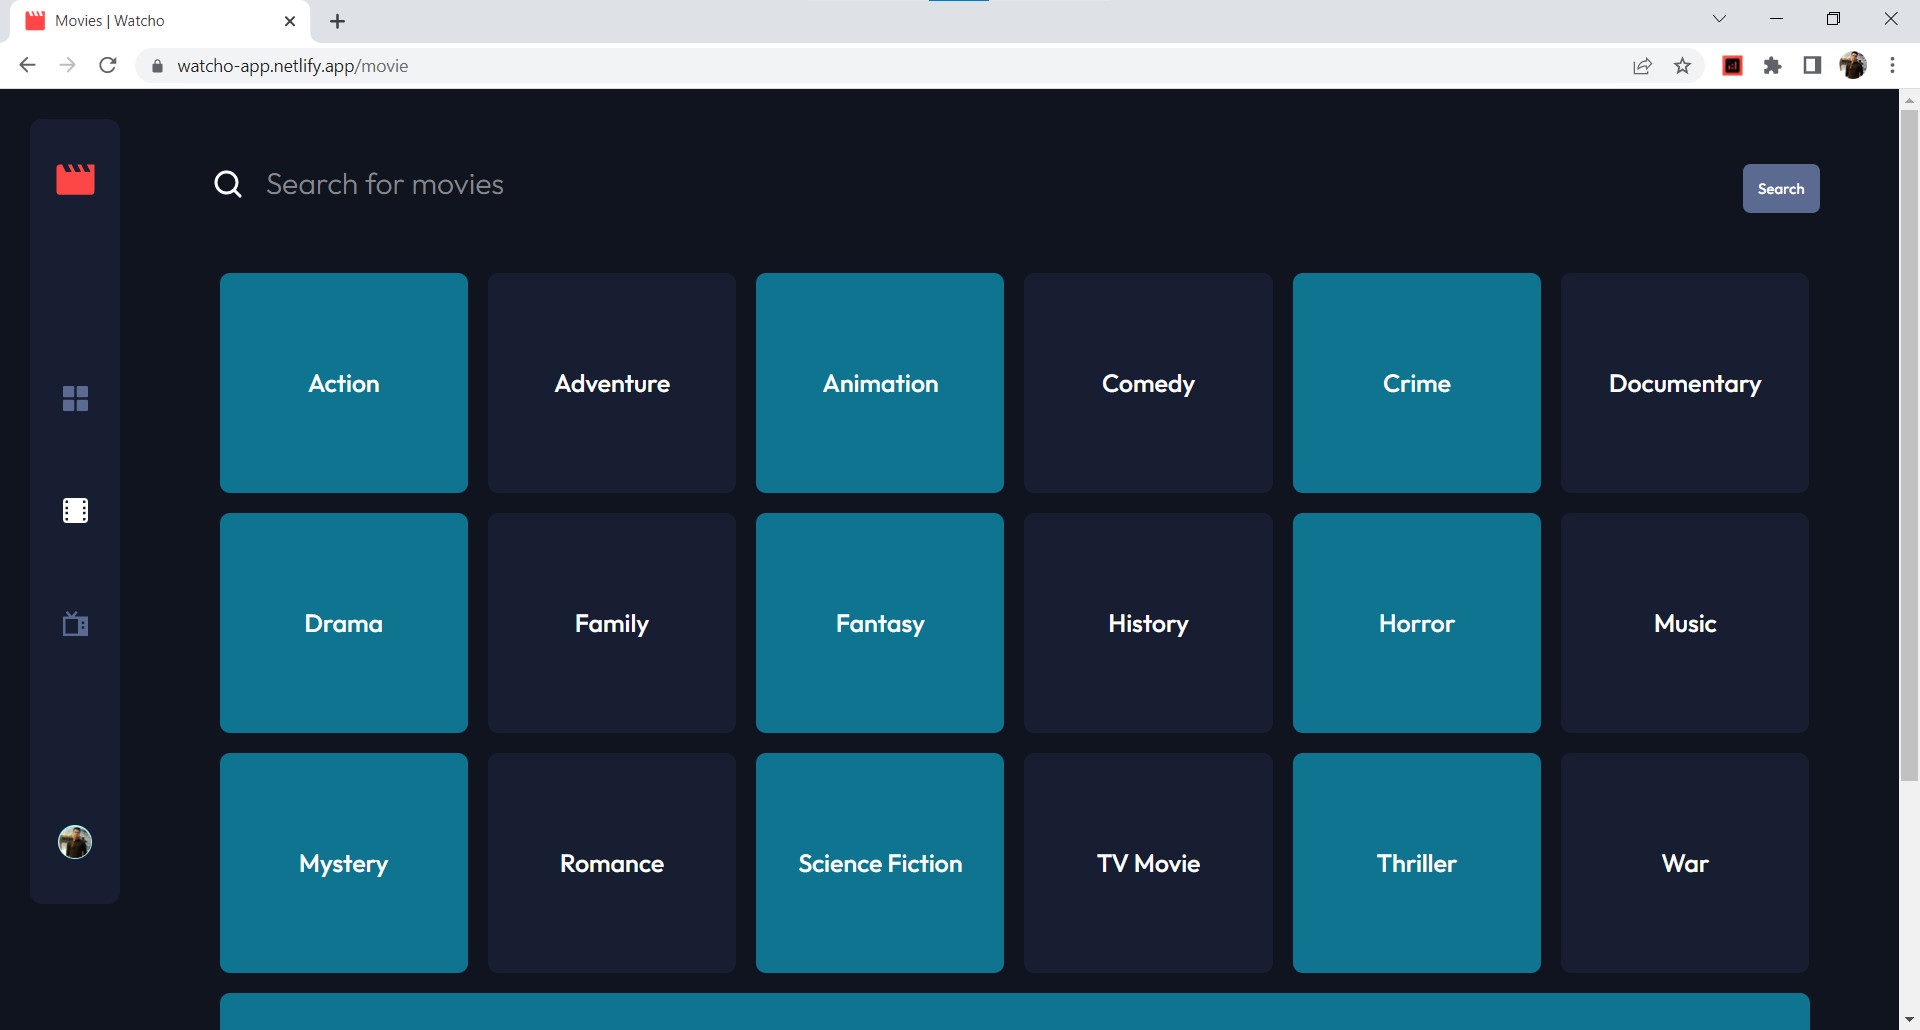 Movies | Watcho
watcho-app.netlify.app/movie
Search for movies
Search
Action
Adventure
Animation
Comedy
Crime
Documentary
Drama
Family
Fantasy
History
Horror
Music
Mystery
Romance
Science Fiction
TV Movie
Thriller
War